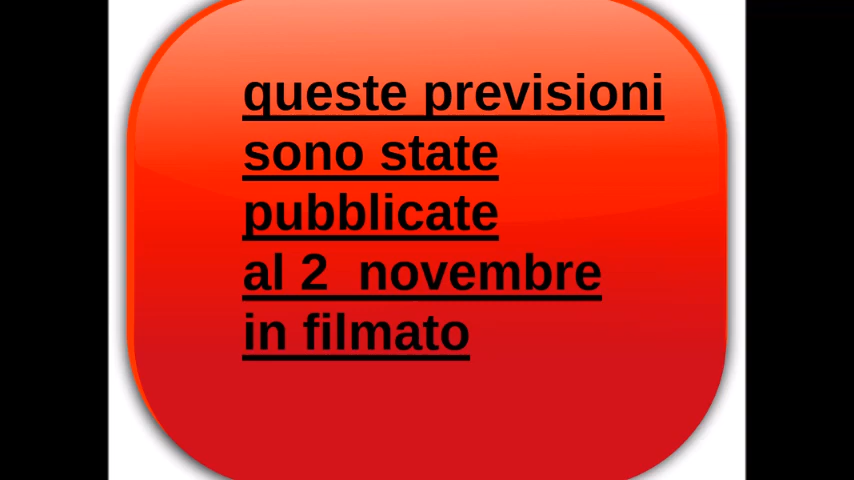 queste previsioni
sono state
pubblicate
al 2  novembre
in filmato